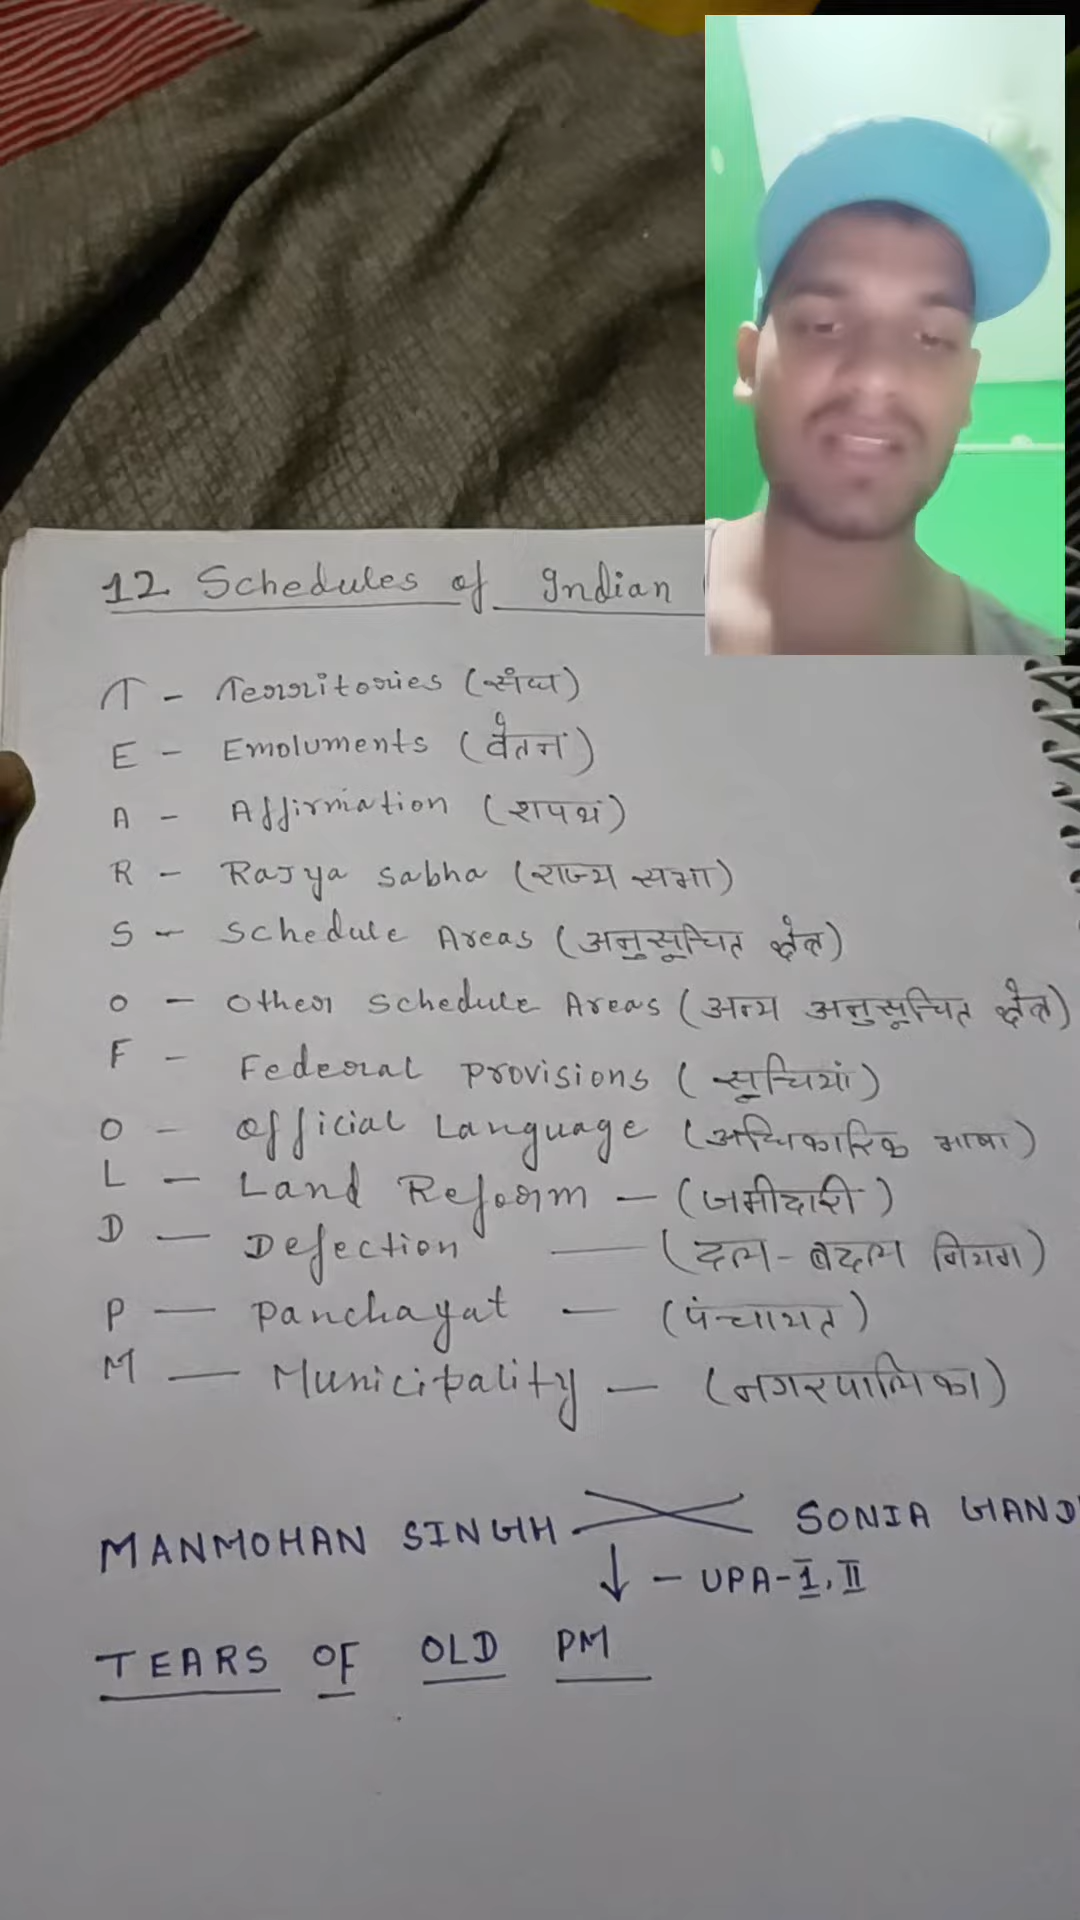 12 Schedules of Indian
T - Territories (संघ)
E - Emoluments (वेतन)
A - Affirmation (शपथ)
R - Rajya sabha (राज्य सभा)
S - Schedule Areas (अनुसूचित क्षेत्र)
O - Other Schedule Areas (अन्य अनुसूचित क्षेत्र)
F - Federal provisions (सूचियां)
O - Official Language (अधिकारिक भाषा)
L - Land Reform - (जमीदारी)
D - Defection - (दल-बदल नियम)
P - Panchayat - (पंचायत)
M - Municipality - (नगरपालिका)
MANMOHAN SINGH SONIA GAND
↓ - UPA-I, II
TEARS OF OLD PM